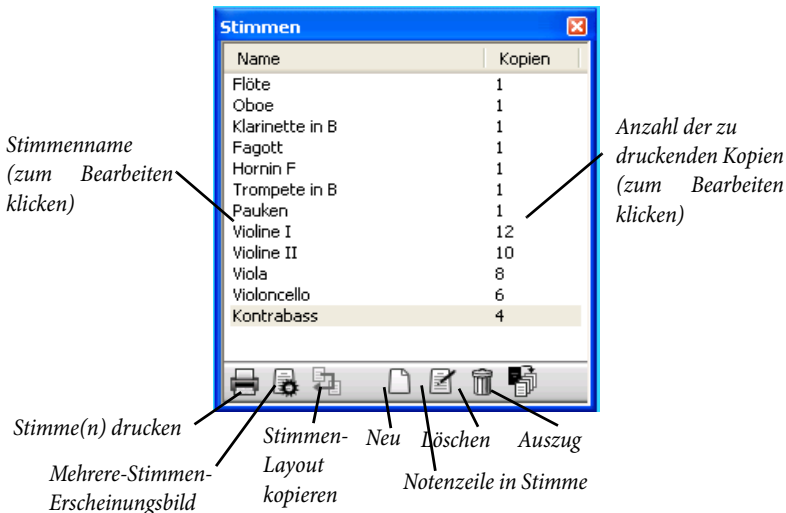 Stimmen
Name Kopien
Flöte 1
Oboe 1
Klarinette in B 1
Fagott 1
Hornin F 1
Trompete in B 1
Pauken 1
Violine I 12
Violine II 10
Viola 8
Violoncello 6
Kontrabass 4
Stimmenname
(zum Bearbeiten
klicken)
Anzahl der zu
druckenden Kopien
(zum Bearbeiten
klicken)
Stimme(n) drucken
Mehrere-Stimmen-
Erscheinungsbild
Stimmen-
Layout
kopieren
Neu
Löschen
Auszug
Notenzeile in Stimme